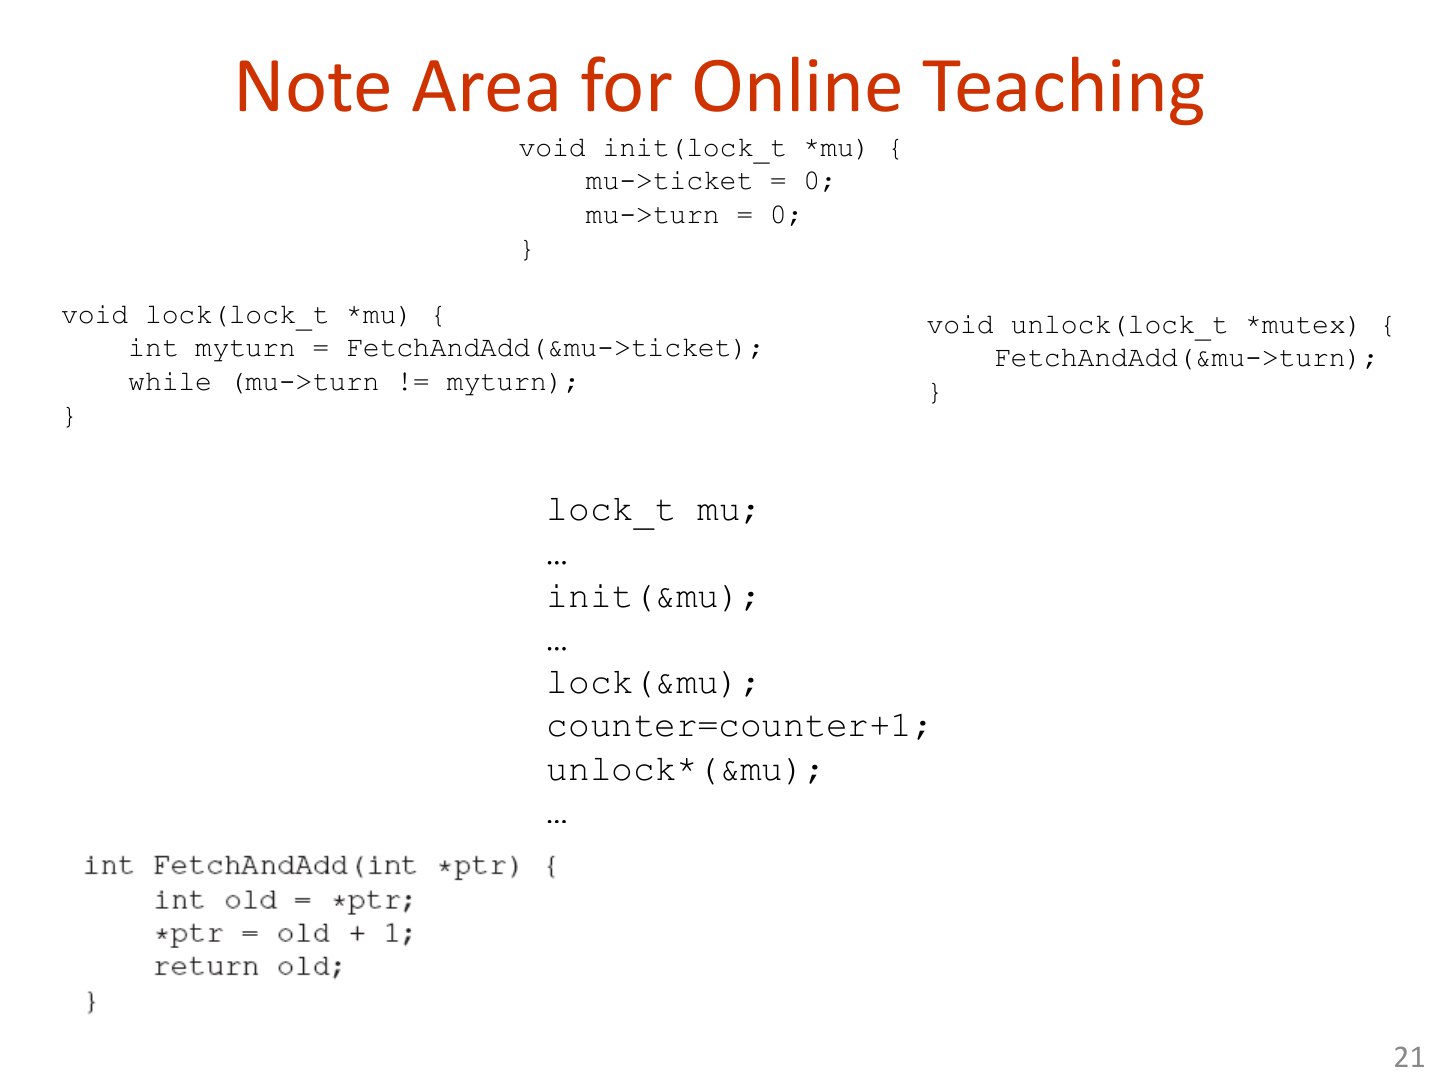 Note Area for Online Teaching
void init(lock_t *mu) {
    mu->ticket = 0;
    mu->turn = 0;
}
void lock(lock_t *mu) {
    int myturn = FetchAndAdd(&mu->ticket);
    while (mu->turn != myturn);
}
void unlock(lock_t *mutex) {
    FetchAndAdd(&mu->turn);
}
lock_t mu;
…
init(&mu);
…
lock(&mu);
counter=counter+1;
unlock*(&mu);
…
int FetchAndAdd(int *ptr) {
    int old = *ptr;
    *ptr = old + 1;
    return old;
}
21